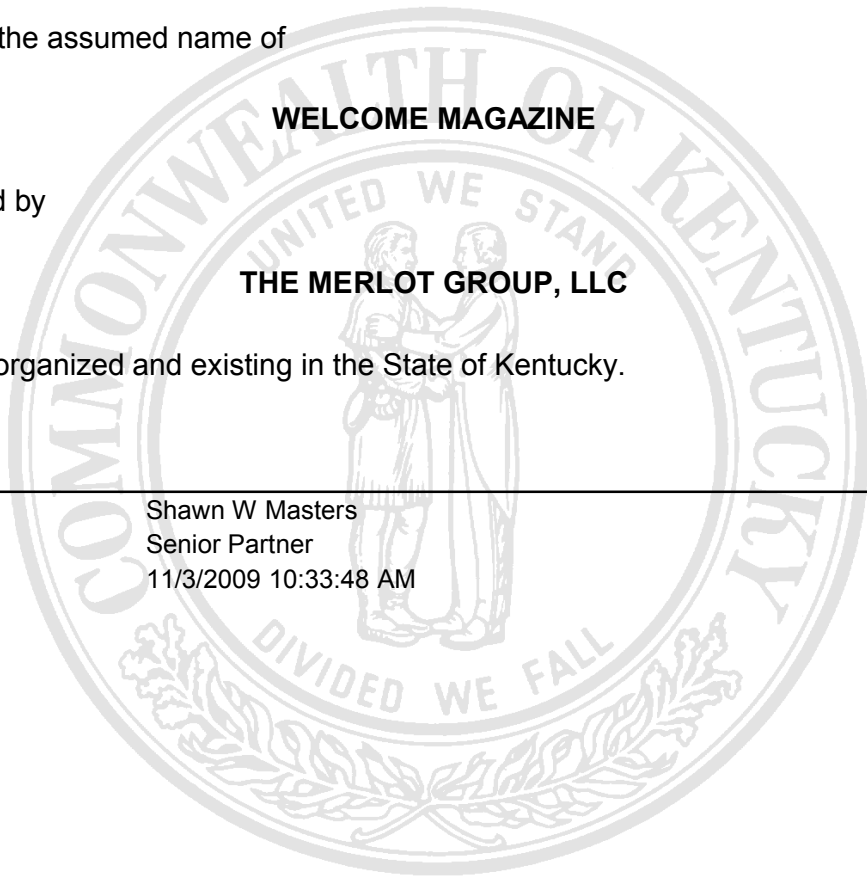 the assumed name of
WELCOME MAGAZINE
d by
THE MERLOT GROUP, LLC
organized and existing in the State of Kentucky.
Shawn W Masters
Senior Partner
11/3/2009 10:33:48 AM
COMMONWEALTH OF KENTUCKY
UNITED WE STAND
DIVIDED WE FALL